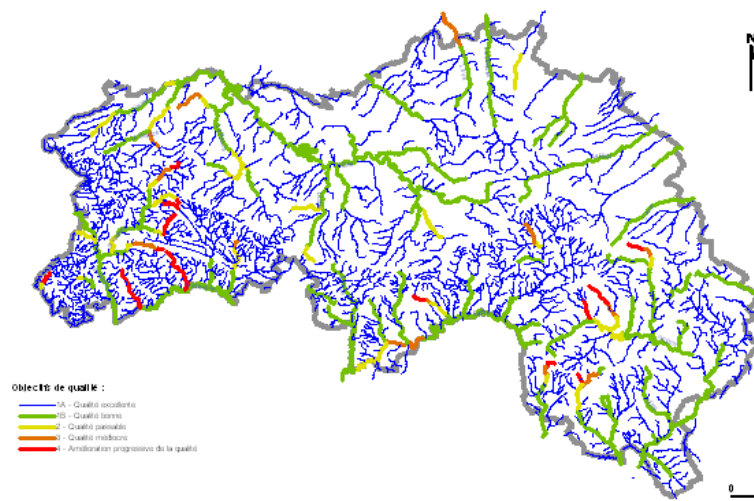 N
Objectifs de qualité :
1A - Qualité excellente
1B - Qualité bonne
2 - Qualité passable
3 - Qualité médiocre
4 - Amélioration progressive de la qualité
0